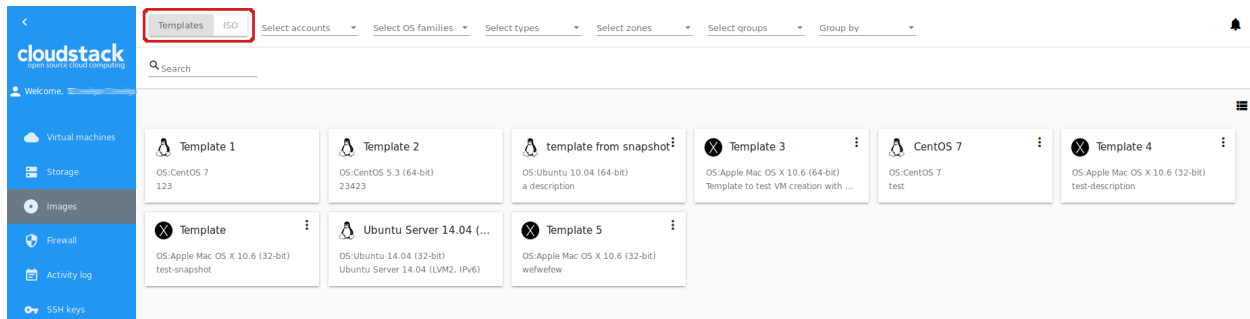 Templates ISO Select accounts Select OS families Select types Select zones Select groups Group by
cloudstack
open source cloud computing
Search
Welcome,
Virtual machines
Storage
Images
Firewall
Activity log
SSH keys
Template 1
OS:CentOS 7
123
Template 2
OS:CentOS 5.3 (64-bit)
23423
template from snapshot
OS:Ubuntu 10.04 (64-bit)
a description
Template 3
OS:Apple Mac OS X 10.6 (64-bit)
Template to test VM creation with ...
CentOS 7
OS:CentOS 7
test
Template 4
OS:Apple Mac OS X 10.6 (32-bit)
test-description
Template
OS:Apple Mac OS X 10.6 (32-bit)
test-snapshot
Ubuntu Server 14.04 (...
OS:Ubuntu 14.04 (32-bit)
Ubuntu Server 14.04 (LVM2, IPv6)
Template 5
OS:Apple Mac OS X 10.6 (32-bit)
wefwefew